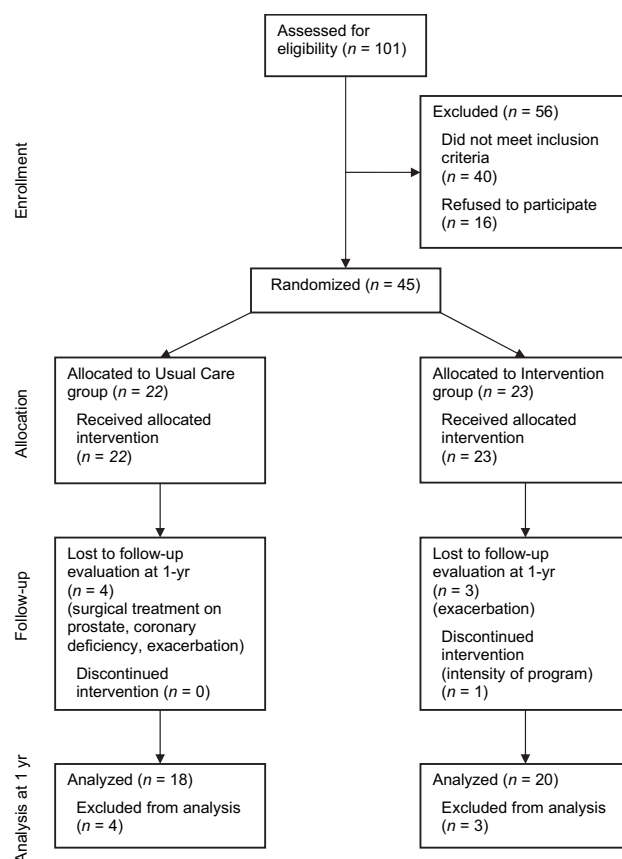 Assessed for
eligibility (n = 101)
Enrollment
Excluded (n = 56)
Did not meet inclusion
criteria
(n = 40)
Refused to participate
(n = 16)
Randomized (n = 45)
Allocation
Allocated to Usual Care
group (n = 22)
Received allocated
intervention
(n = 22)
Allocated to Intervention
group (n = 23)
Received allocated
intervention
(n = 23)
Follow-up
Lost to follow-up
evaluation at 1-yr
(n = 4)
(surgical treatment on
prostate, coronary
deficiency, exacerbation)
Discontinued
intervention (n = 0)
Lost to follow-up
evaluation at 1-yr
(n = 3)
(exacerbation)
Discontinued
intervention
(intensity of program)
(n = 1)
Analysis at 1 yr
Analyzed (n = 18)
Excluded from analysis
(n = 4)
Analyzed (n = 20)
Excluded from analysis
(n = 3)